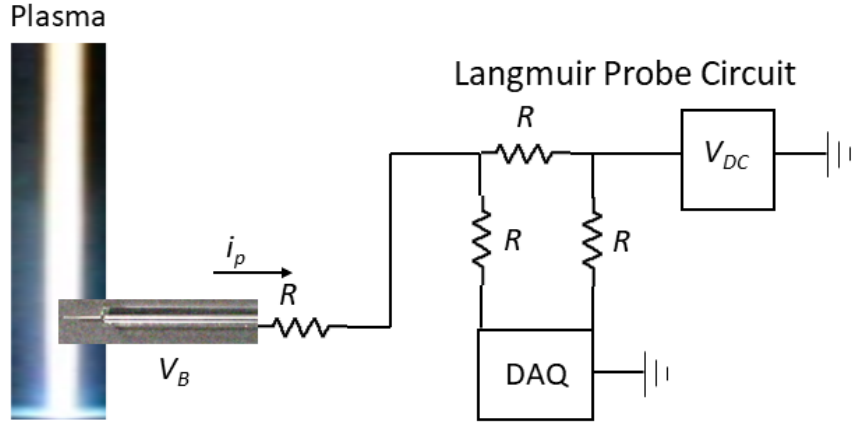 Plasma
Langmuir Probe Circuit
R
V_DC
R
R
i_p
R
V_B
DAQ